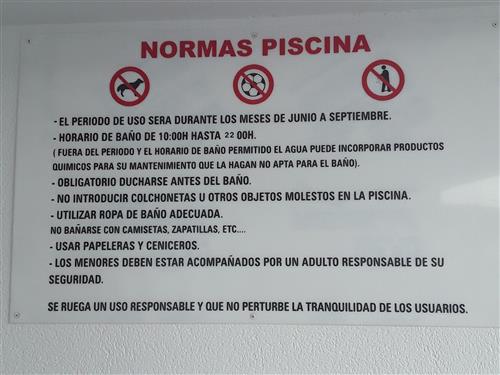 NORMAS PISCINA
- EL PERIODO DE USO SERA DURANTE LOS MESES DE JUNIO A SEPTIEMBRE.
- HORARIO DE BAÑO DE 10:00H HASTA 22 00H.
( FUERA DEL PERIODO Y EL HORARIO DE BAÑO PERMITIDO EL AGUA PUEDE INCORPORAR PRODUCTOS
QUIMICOS PARA SU MANTENIMIENTO QUE LA HAGAN NO APTA PARA EL BAÑO).
- OBLIGATORIO DUCHARSE ANTES DEL BAÑO.
- NO INTRODUCIR COLCHONETAS U OTROS OBJETOS MOLESTOS EN LA PISCINA.
- UTILIZAR ROPA DE BAÑO ADECUADA.
NO BAÑARSE CON CAMISETAS, ZAPATILLAS, ETC....
- USAR PAPELERAS Y CENICEROS.
- LOS MENORES DEBEN ESTAR ACOMPAÑADOS POR UN ADULTO RESPONSABLE DE SU
SEGURIDAD.
SE RUEGA UN USO RESPONSABLE Y QUE NO PERTURBE LA TRANQUILIDAD DE LOS USUARIOS.